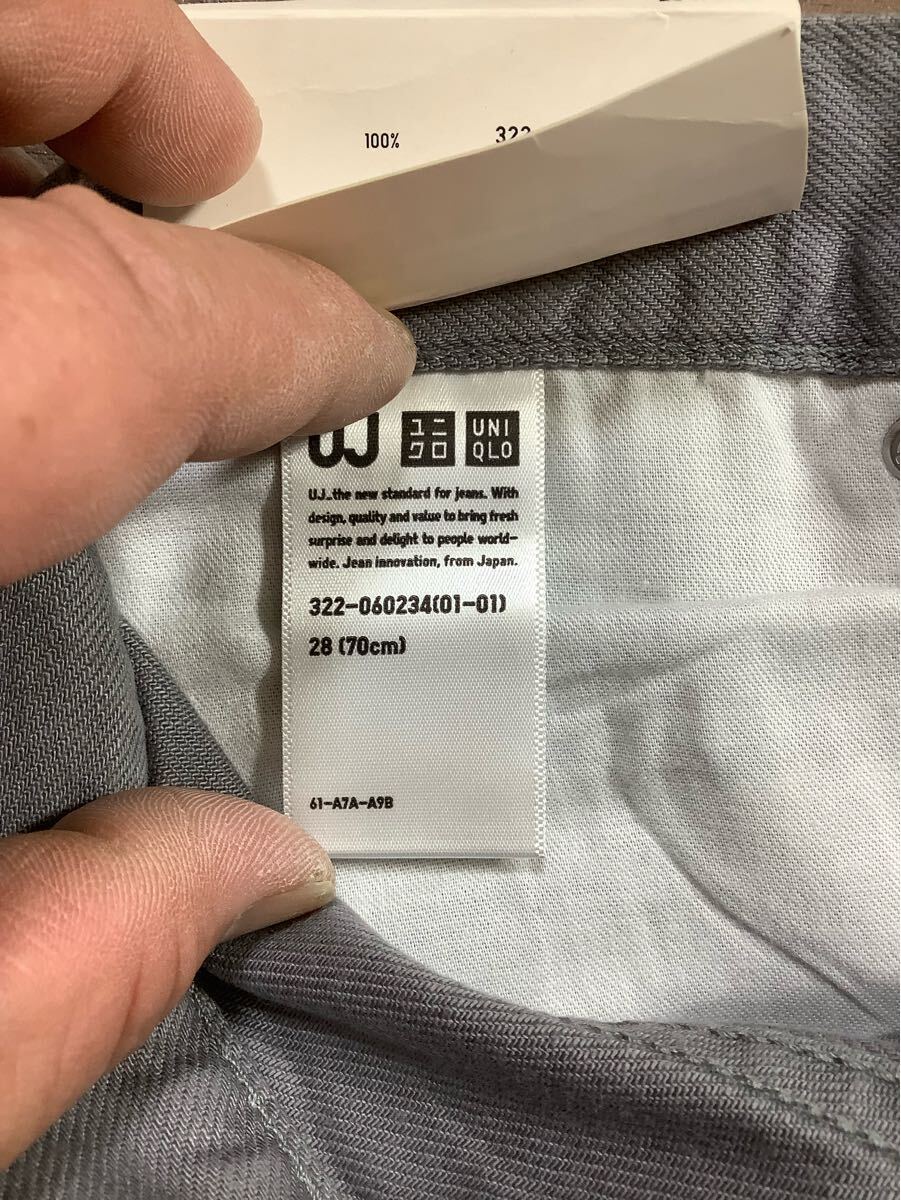 100%
UJ
ユニ
クロ
UNI
QLO
UJ_the new standard for jeans. With
design, quality and value to bring fresh
surprise and delight to people world-
wide. Jean innovation, from Japan.
322-060234(01-01)
28 (70cm)
61-A7A-A9B